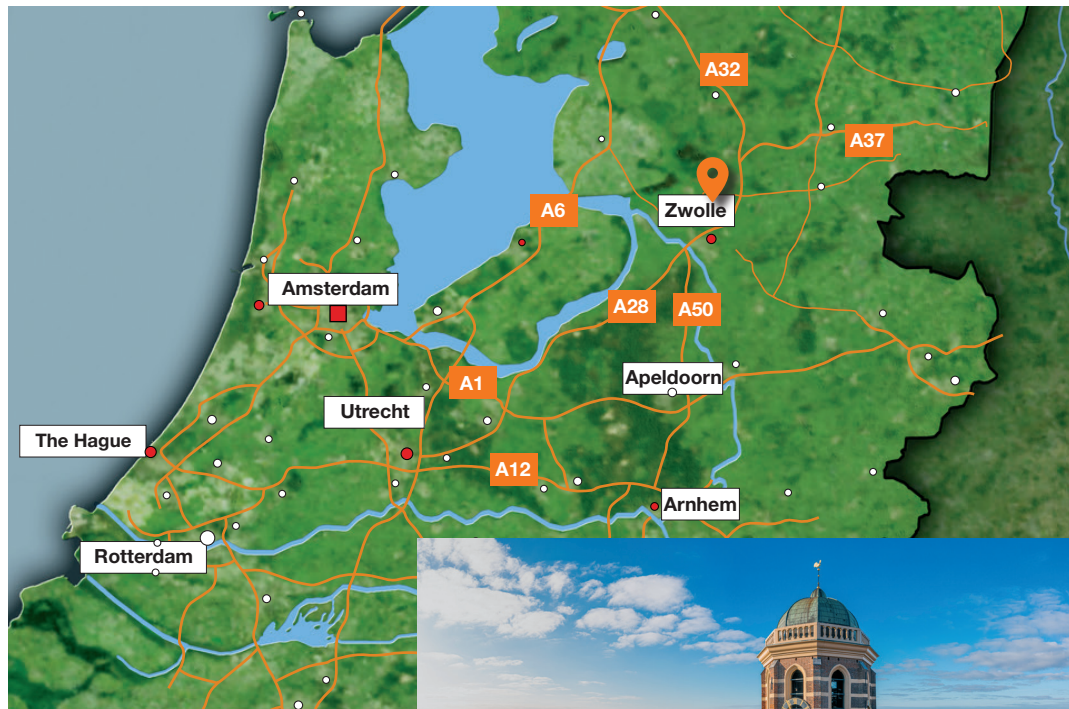 A32
A37
Zwolle
A6
Amsterdam
A28
A50
Apeldoorn
A1
Utrecht
The Hague
A12
Arnhem
Rotterdam